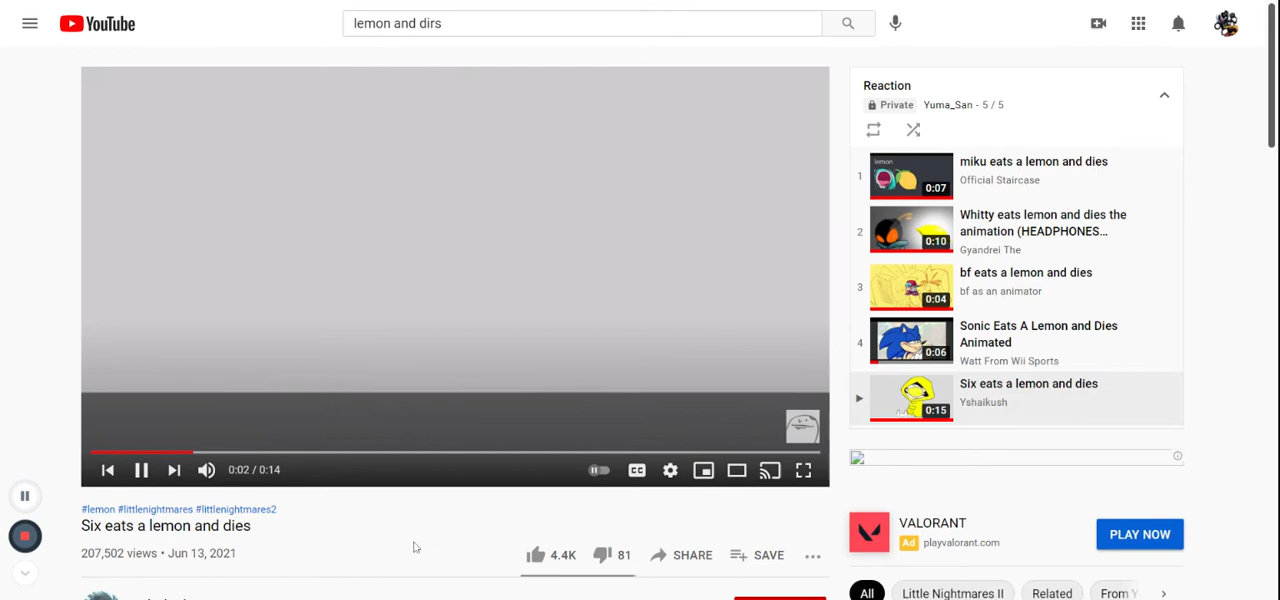 YouTube
lemon and dirs
Reaction
Private Yuma_San - 5 / 5
1
lemon
0:07
miku eats a lemon and dies
Official Staircase
2
0:10
Whitty eats lemon and dies the
animation (HEADPHONES...
Gyandrei The
3
0:04
bf eats a lemon and dies
bf as an animator
4
0:06
Sonic Eats A Lemon and Dies
Animated
Watt From Wii Sports
0:15
Six eats a lemon and dies
Yshaikush
0:02 / 0:14
CC
#lemon #littlenightmares #littlenightmares2
Six eats a lemon and dies
207,502 views • Jun 13, 2021
4.4K 81 SHARE SAVE
VALORANT
Ad playvalorant.com
PLAY NOW
All Little Nightmares II Related From Y